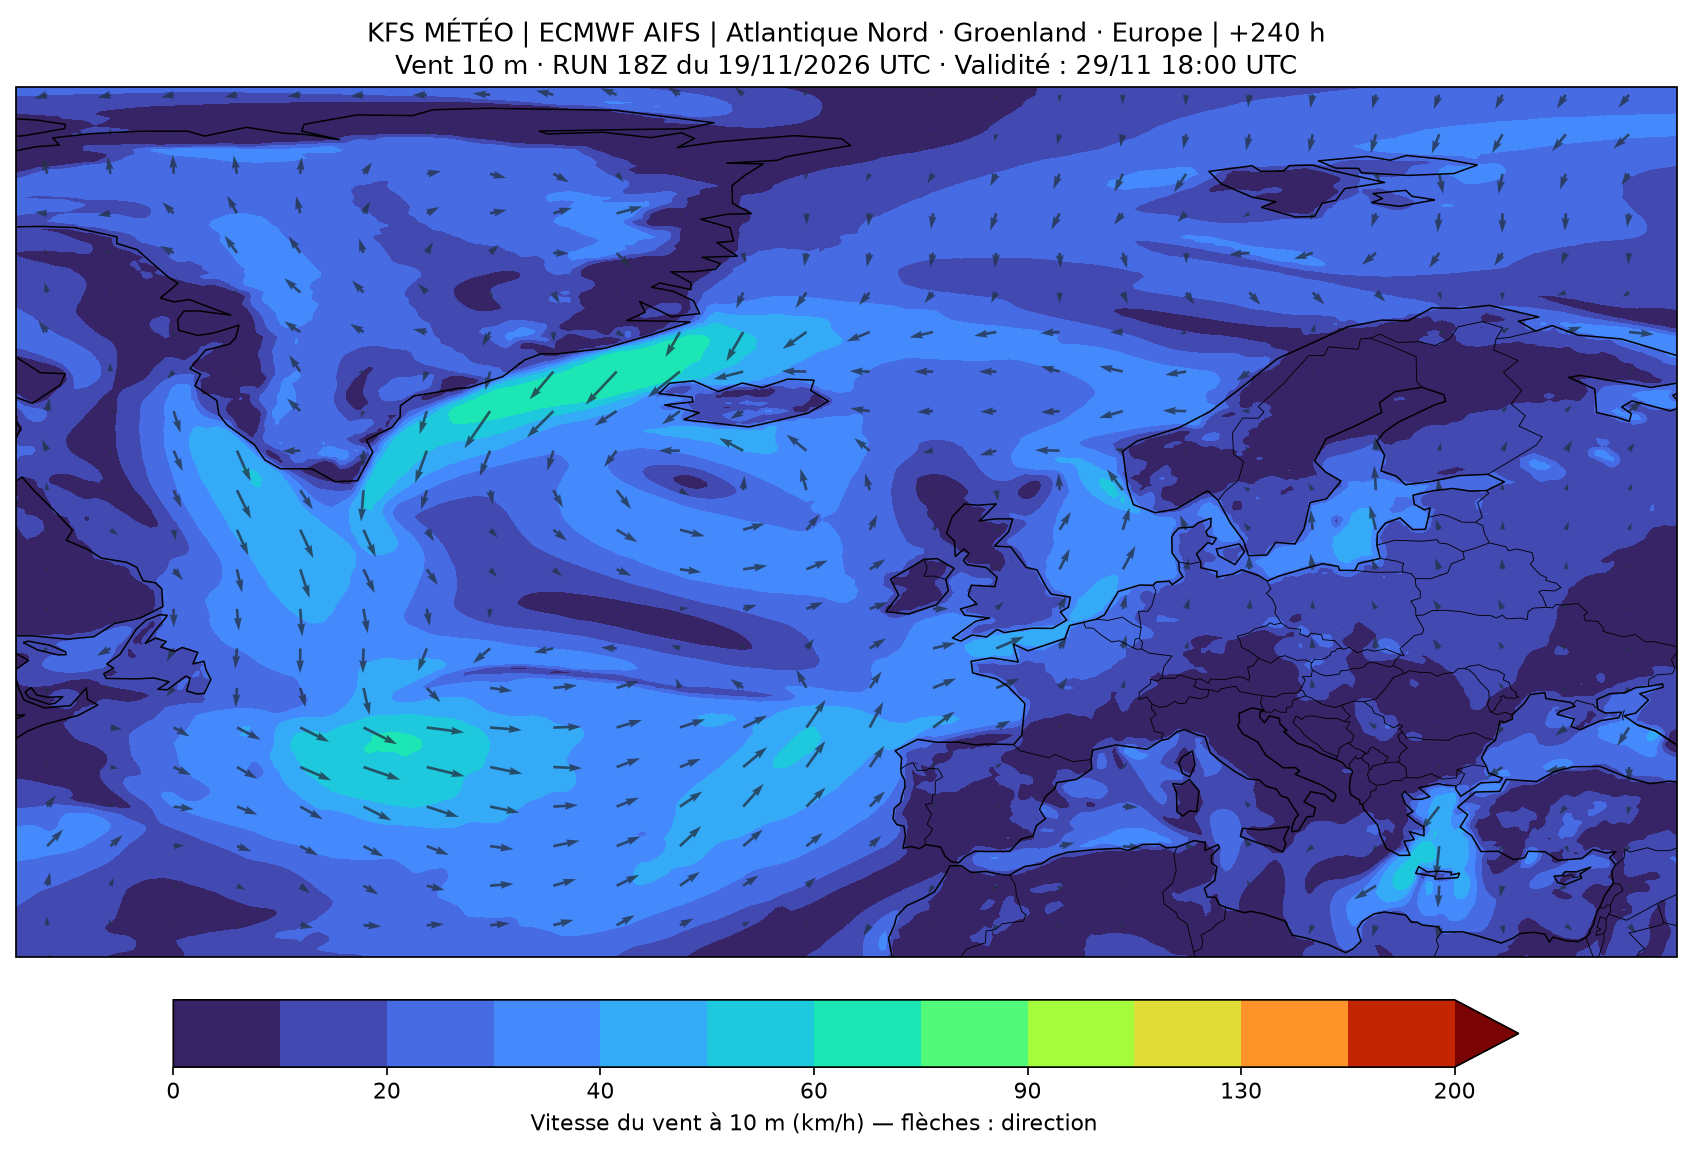 KFS MÉTÉO | ECMWF AIFS | Atlantique Nord · Groenland · Europe | +240 h
Vent 10 m · RUN 18Z du 19/11/2026 UTC · Validité : 29/11 18:00 UTC
0 20 40 60 90 130 200
Vitesse du vent à 10 m (km/h) — flèches : direction